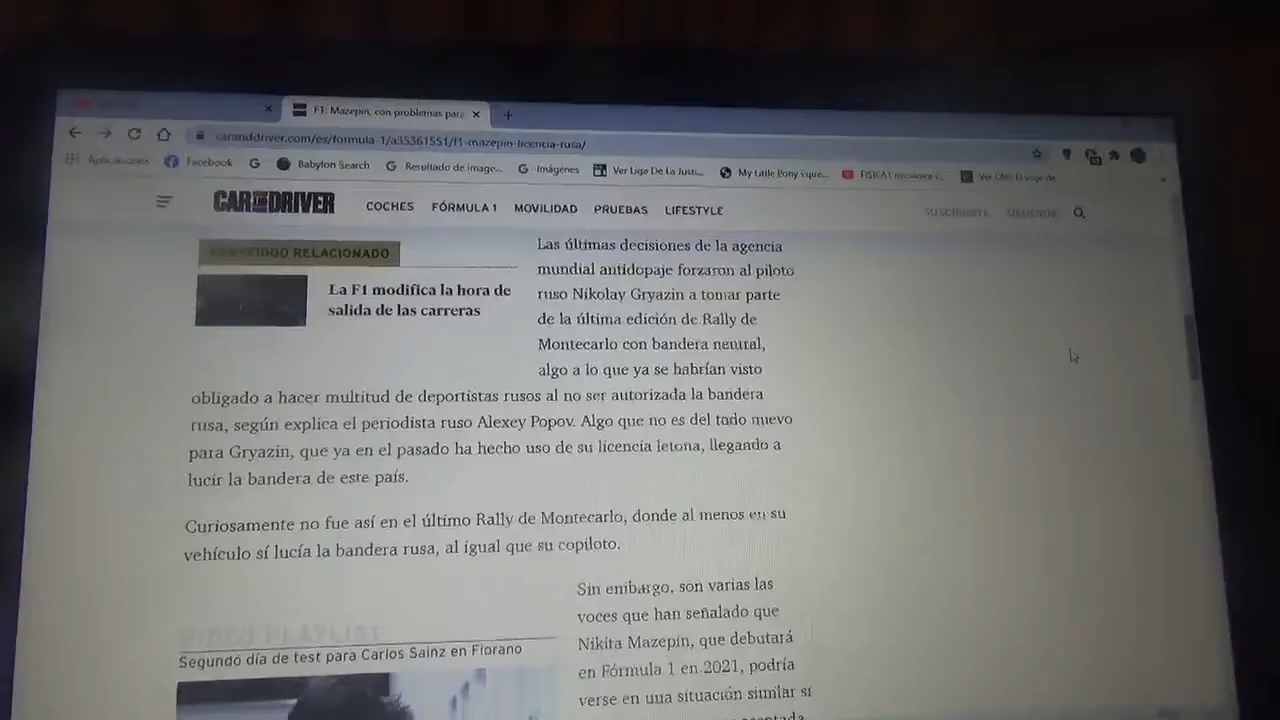 F1: Mazepin, con problemas para
caranddriver.com/es/formula-1/a35361551/f1-mazepin-licencia-rusa/
Aplicaciones Facebook Babylon Search Resultado de image... Imágenes Ver Liga De La Justi... My Little Pony
CAR AND DRIVER COCHES FÓRMULA 1 MOVILIDAD PRUEBAS LIFESTYLE SUSCRÍBETE SÍGUENOS
CONTENIDO RELACIONADO
La F1 modifica la hora de
salida de las carreras
Las últimas decisiones de la agencia
mundial antidopaje forzaron al piloto
ruso Nikolay Gryazin a tomar parte
de la última edición de Rally de
Montecarlo con bandera neutral,
algo a lo que ya se habrían visto
obligado a hacer multitud de deportistas rusos al no ser autorizada la bandera
rusa, según explica el periodista ruso Alexey Popov. Algo que no es del todo nuevo
para Gryazin, que ya en el pasado ha hecho uso de su licencia letona, llegando a
lucir la bandera de este país.
Curiosamente no fue así en el último Rally de Montecarlo, donde al menos en su
vehículo sí lucía la bandera rusa, al igual que su copiloto.
VIDEO PLAYLIST
Segundo día de test para Carlos Sainz en Fiorano
Sin embargo, son varias las
voces que han señalado que
Nikita Mazepin, que debutará
en Fórmula 1 en 2021, podría
verse en una situación similar si